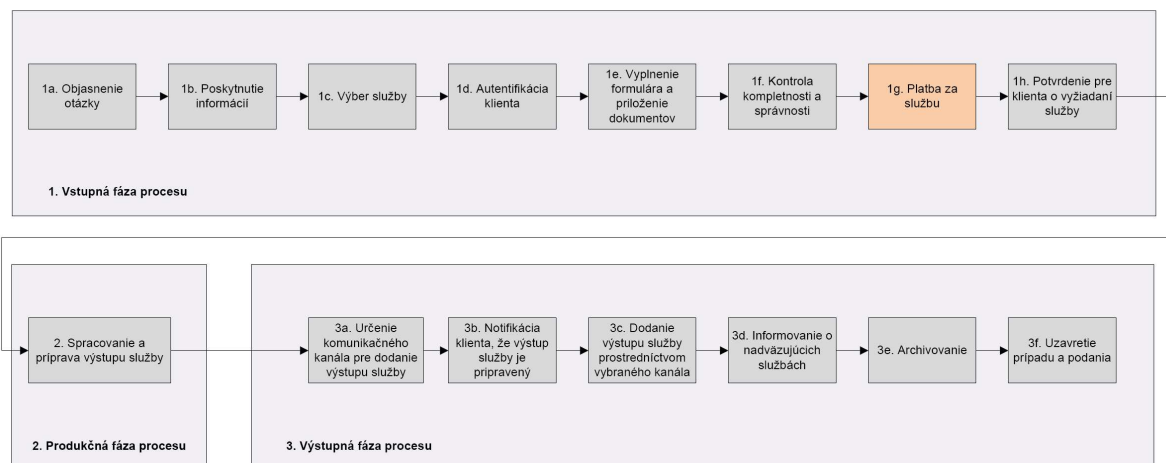 1a. Objasnenie
otázky
1b. Poskytnutie
informácií
1c. Výber služby
1d. Autentifikácia
klienta
1e. Vyplnenie
formulára a
priloženie
dokumentov
1f. Kontrola
kompletnosti a
správnosti
1g. Platba za
službu
1h. Potvrdenie pre
klienta o vyžiadaní
služby
1. Vstupná fáza procesu
2. Spracovanie a
príprava výstupu služby
2. Produkčná fáza procesu
3a. Určenie
komunikačného
kanála pre dodanie
výstupu služby
3b. Notifikácia
klienta, že výstup
služby je
pripravený
3c. Dodanie
výstupu služby
prostredníctvom
vybraného kanála
3d. Informovanie o
nadväzujúcich
službách
3e. Archivovanie
3f. Uzavretie
prípadu a podania
3. Výstupná fáza procesu